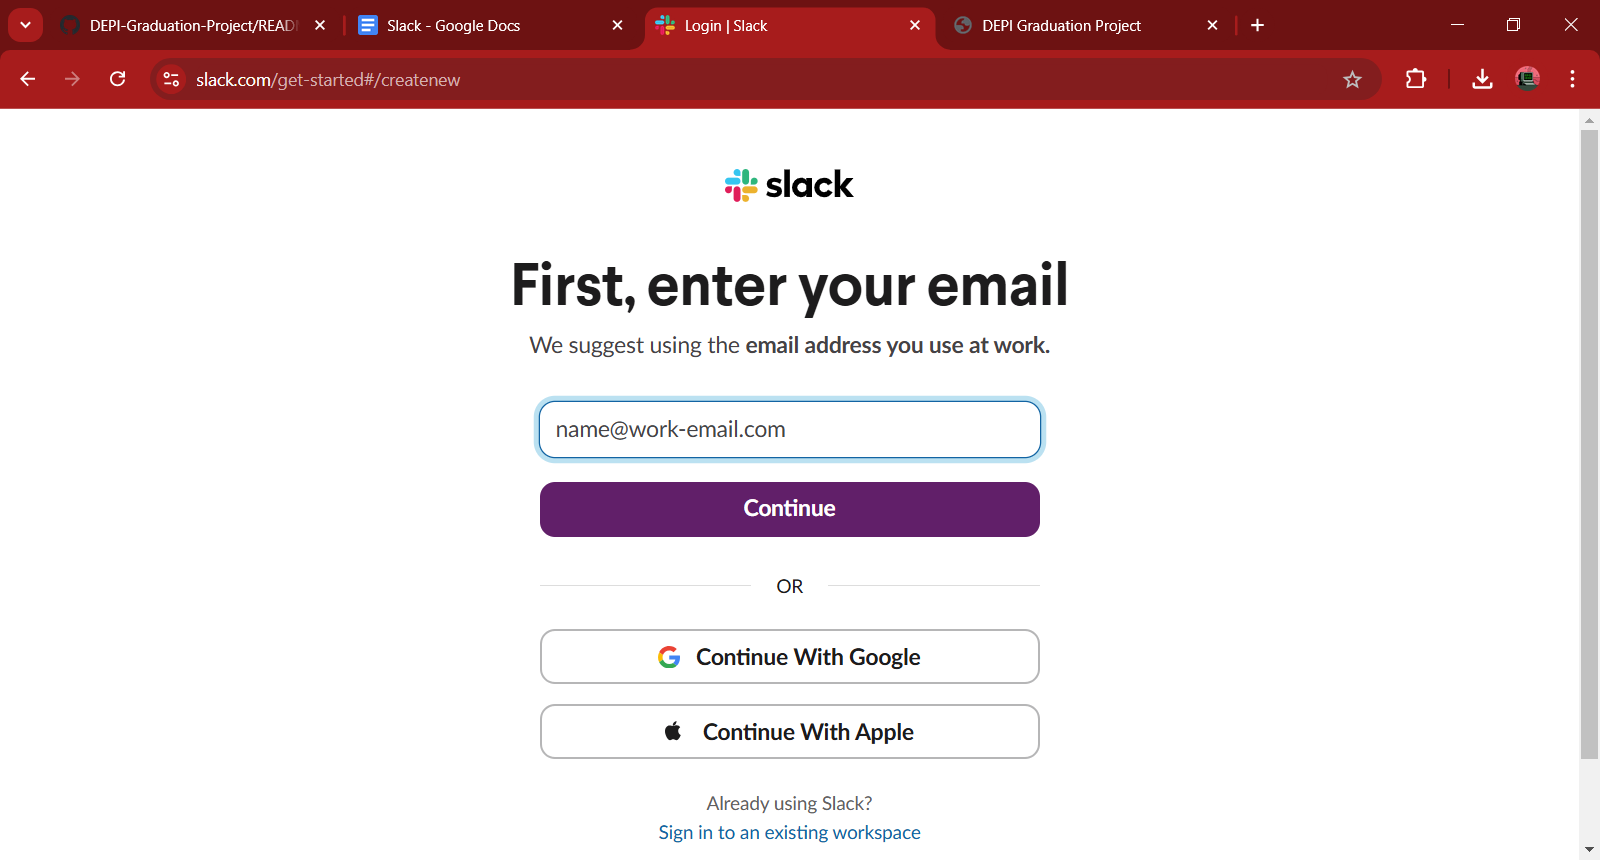 DEPI-Graduation-Project/READ
Slack - Google Docs
Login | Slack
DEPI Graduation Project
slack.com/get-started#/createnew
slack
First, enter your email
We suggest using the email address you use at work.
name@work-email.com
Continue
OR
Continue With Google
Continue With Apple
Already using Slack?
Sign in to an existing workspace